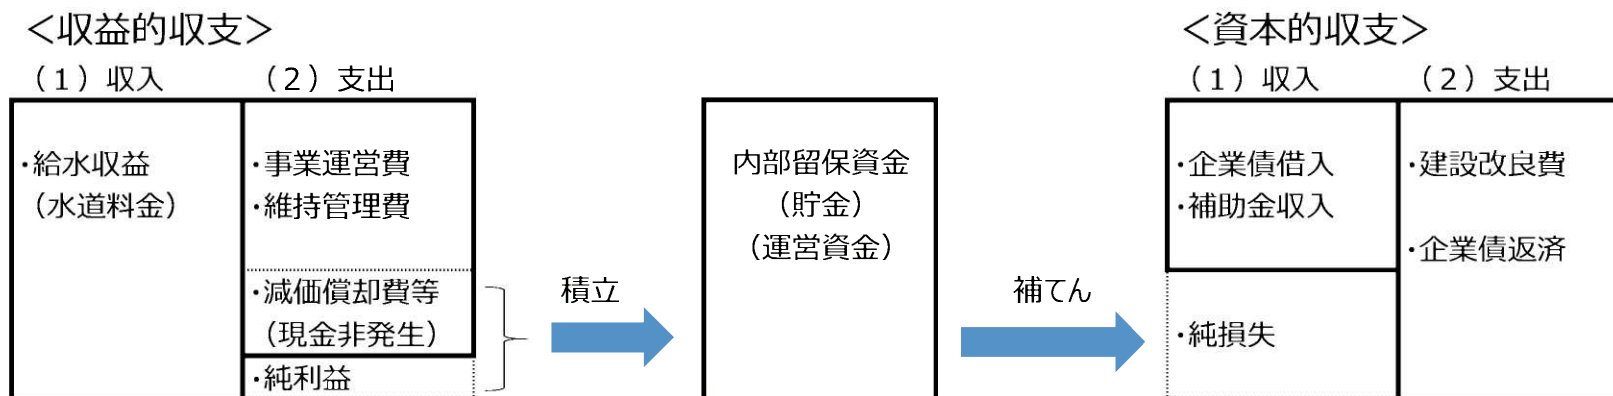 ＜収益的収支＞
（１）収入
（２）支出
・給水収益
（水道料金）
・事業運営費
・維持管理費
・減価償却費等
（現金非発生）
・純利益
積立
内部留保資金
（貯金）
（運営資金）
補てん
＜資本的収支＞
（１）収入
（２）支出
・企業債借入
・補助金収入
・純損失
・建設改良費
・企業債返済